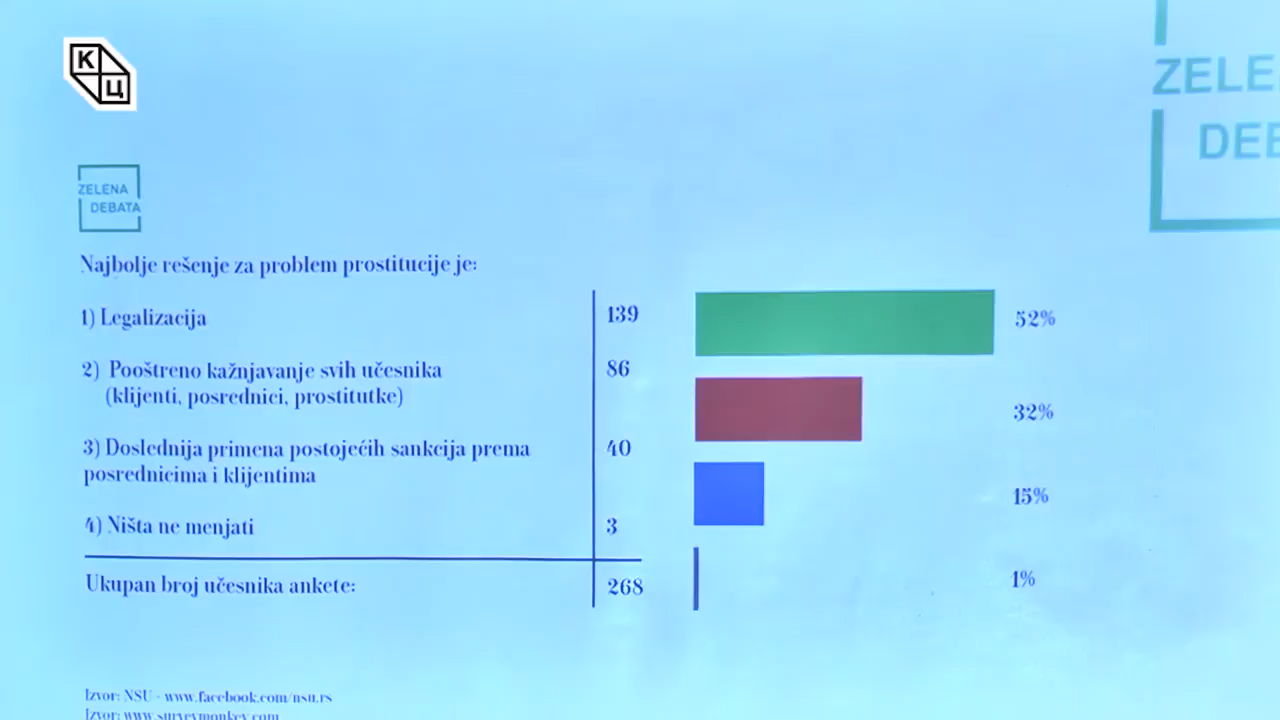 К
Ц
ZELENA
DEBATA
ZELE
DEB
Najbolje rešenje za problem prostitucije je:
1) Legalizacija 139 52%
2) Pooštreno kažnjavanje svih učesnika 86
(klijenti, posrednici, prostitutke) 32%
3) Doslednija primena postojećih sankcija prema 40
posrednicima i klijentima 15%
4) Ništa ne menjati 3 1%
Ukupan broj učesnika ankete: 268
Izvor: NSU - www.facebook.com/nsu.rs
Izvor: www.surveymonkey.com